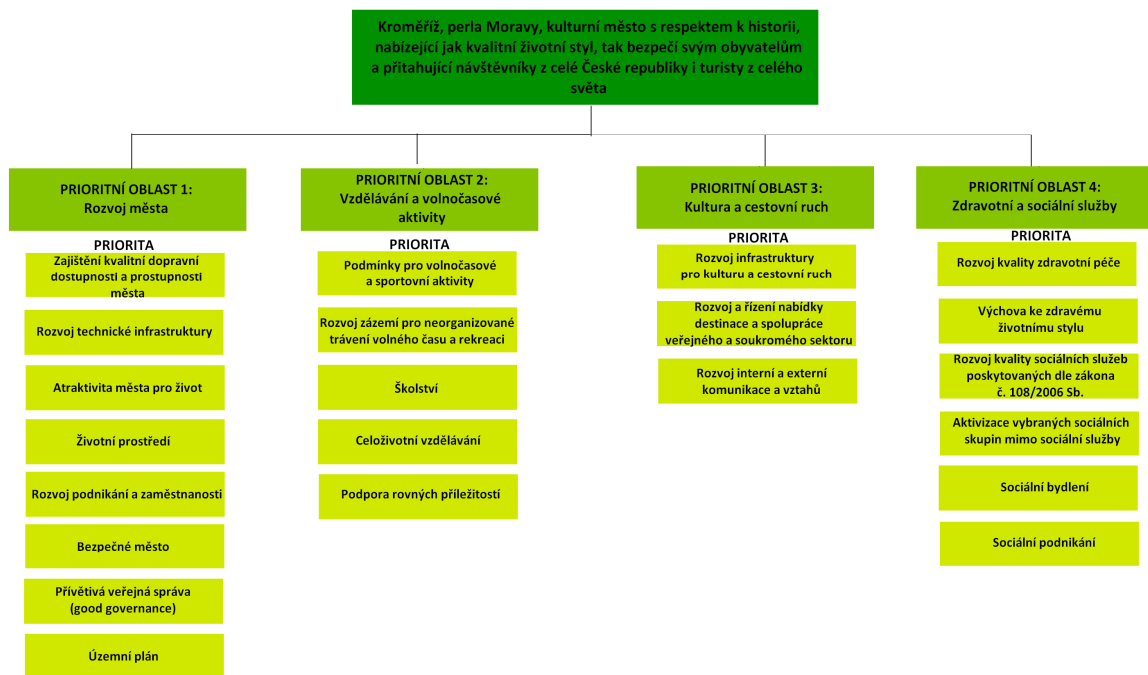 Kroměříž, perla Moravy, kulturní město s respektem k historii,
nabízející jak kvalitní životní styl, tak bezpečí svým obyvatelům
a přitahující návštěvníky z celé České republiky i turisty z celého
světa
PRIORITNÍ OBLAST 1:
Rozvoj města
PRIORITA
Zajištění kvalitní dopravní
dostupnosti a prostupnosti
města
Rozvoj technické infrastruktury
Atraktivita města pro život
Životní prostředí
Rozvoj podnikání a zaměstnanosti
Bezpečné město
Přívětivá veřejná správa
(good governance)
Územní plán
PRIORITNÍ OBLAST 2:
Vzdělávání a volnočasové
aktivity
PRIORITA
Podmínky pro volnočasové
a sportovní aktivity
Rozvoj zázemí pro neorganizované
trávení volného času a rekreaci
Školství
Celoživotní vzdělávání
Podpora rovných příležitostí
PRIORITNÍ OBLAST 3:
Kultura a cestovní ruch
PRIORITA
Rozvoj infrastruktury
pro kulturu a cestovní ruch
Rozvoj a řízení nabídky
destinace a spolupráce
veřejného a soukromého sektoru
Rozvoj interní a externí
komunikace a vztahů
PRIORITNÍ OBLAST 4:
Zdravotní a sociální služby
PRIORITA
Rozvoj kvality zdravotní péče
Výchova ke zdravému
životnímu stylu
Rozvoj kvality sociálních služeb
poskytovaných dle zákona
č. 108/2006 Sb.
Aktivizace vybraných sociálních
skupin mimo sociální služby
Sociální bydlení
Sociální podnikání